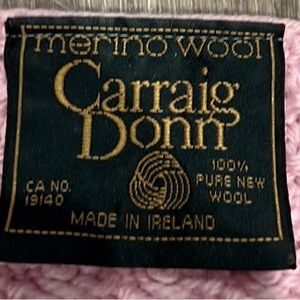 merino wool
Carraig
Donn
100%
PURE NEW
WOOL
CA NO.
19140
MADE IN IRELAND